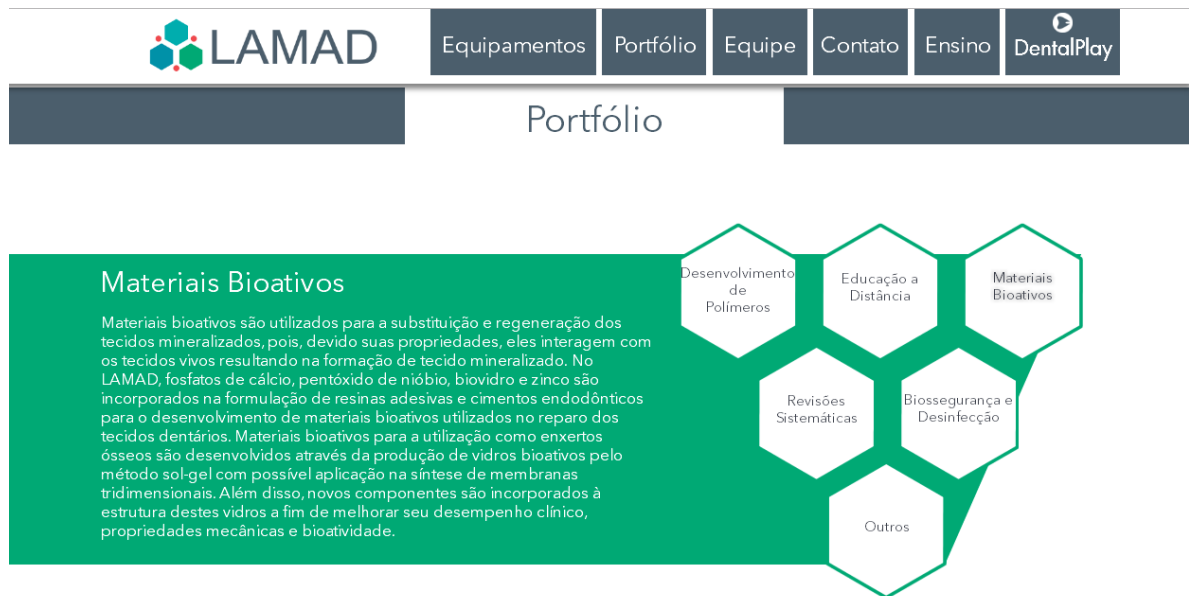 LAMAD
Equipamentos
Portfólio
Equipe
Contato
Ensino
DentalPlay
Portfólio
Materiais Bioativos
Materiais bioativos são utilizados para a substituição e regeneração dos
tecidos mineralizados, pois, devido suas propriedades, eles interagem com
os tecidos vivos resultando na formação de tecido mineralizado. No
LAMAD, fosfatos de cálcio, pentóxido de nióbio, biovidro e zinco são
incorporados na formulação de resinas adesivas e cimentos endodônticos
para o desenvolvimento de materiais bioativos utilizados no reparo dos
tecidos dentários. Materiais bioativos para a utilização como enxertos
ósseos são desenvolvidos através da produção de vidros bioativos pelo
método sol-gel com possível aplicação na síntese de membranas
tridimensionais. Além disso, novos componentes são incorporados à
estrutura destes vidros a fim de melhorar seu desempenho clínico,
propriedades mecânicas e bioatividade.
Desenvolvimento
de
Polímeros
Educação a
Distância
Materiais
Bioativos
Revisões
Sistemáticas
Biossegurança e
Desinfecção
Outros